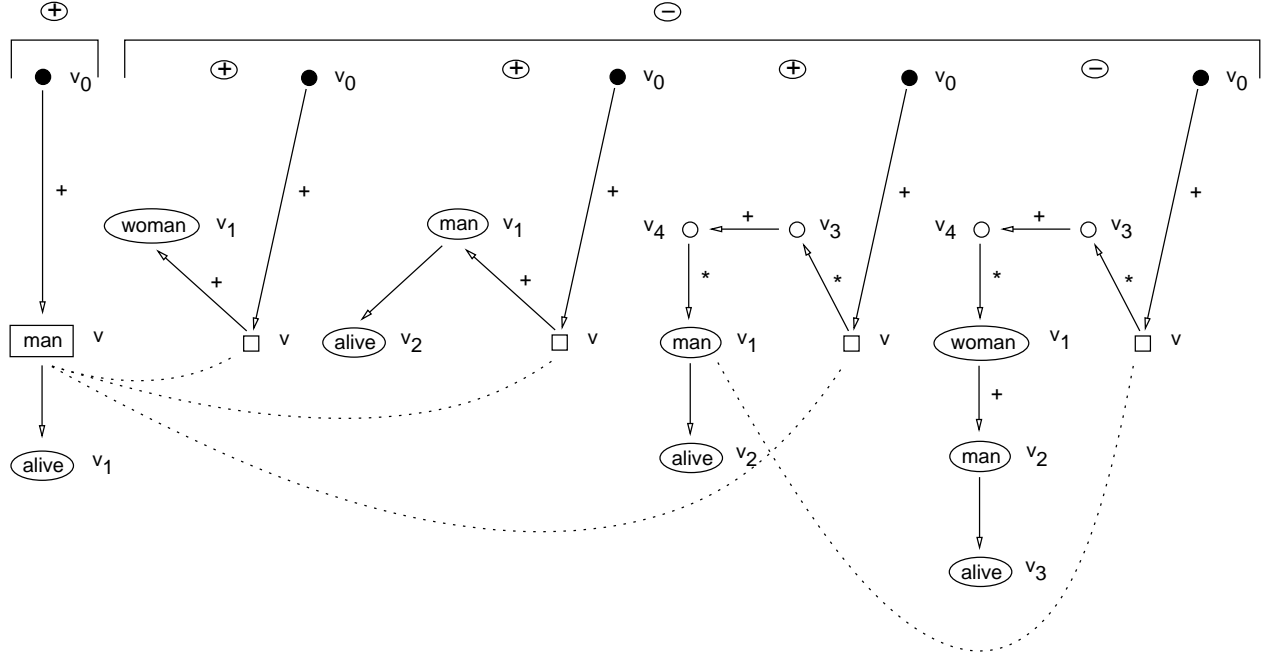 + −
v0 + v0 + v0 + v0 − v0
+ + + + +
woman v1 man v1 v4 + v3 v4 + v3
+ + * * * *
man v v alive v2 v man v1 v woman v1 v
+
alive v1 alive v2 man v2
alive v3